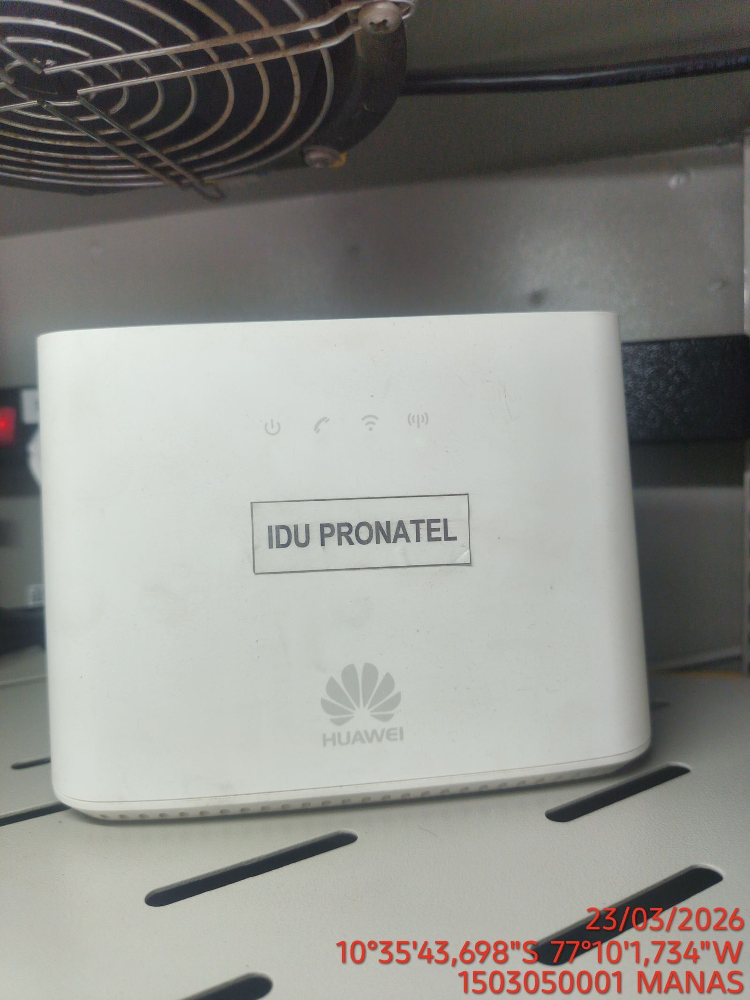 IDU PRONATEL
HUAWEI
23/03/2026
10°35'43,698"S 77°10'1,734"W
1503050001 MANAS